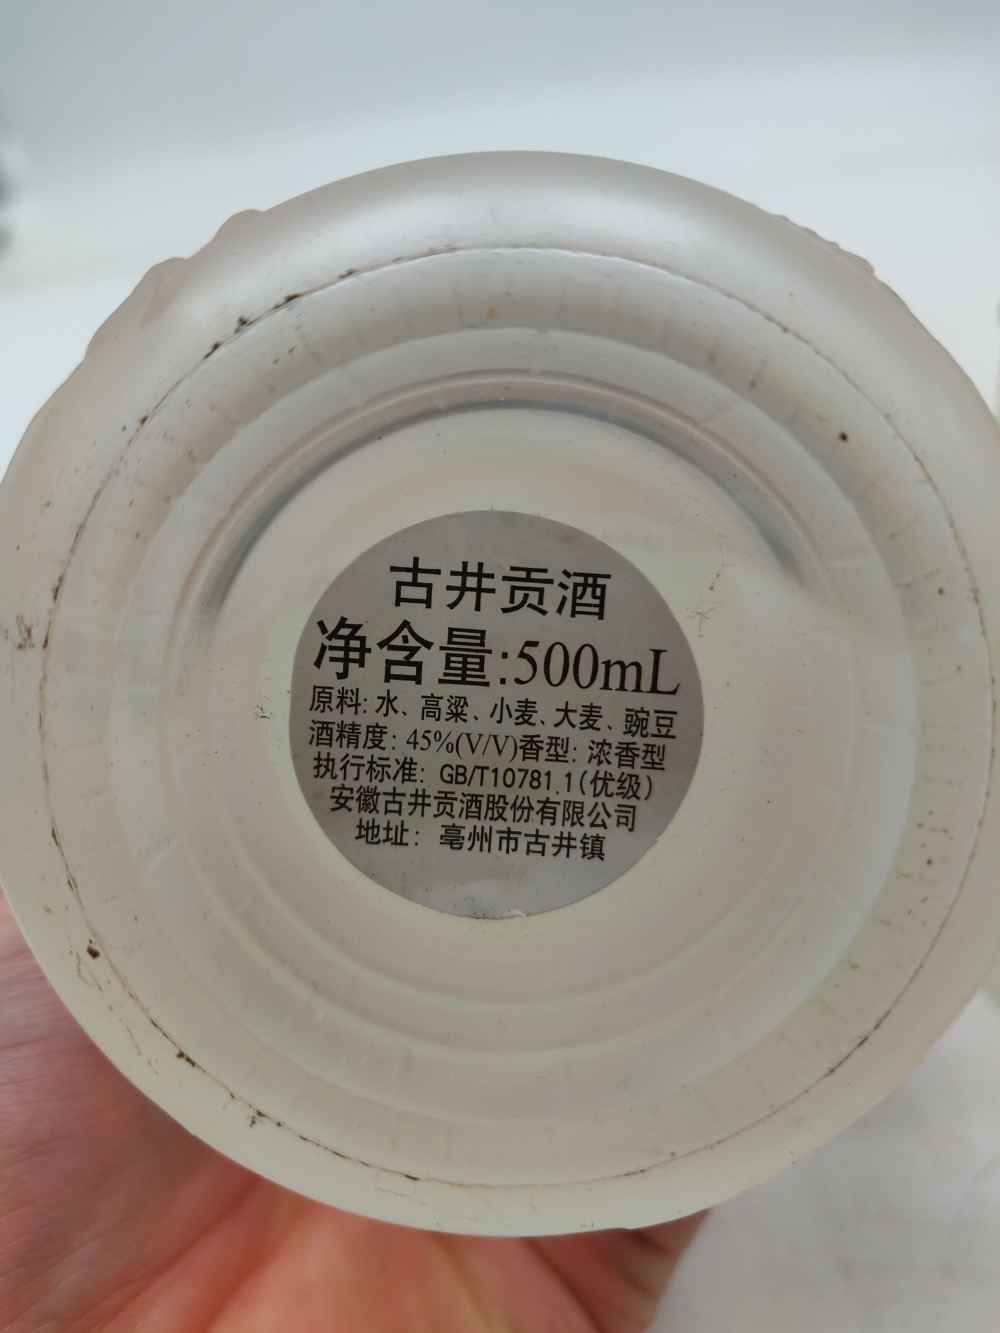 古井贡酒
净含量:500mL
原料: 水、高粱、小麦、大麦、豌豆
酒精度: 45%(V/V)香型: 浓香型
执行标准: GB/T10781.1(优级)
安徽古井贡酒股份有限公司
地址: 亳州市古井镇